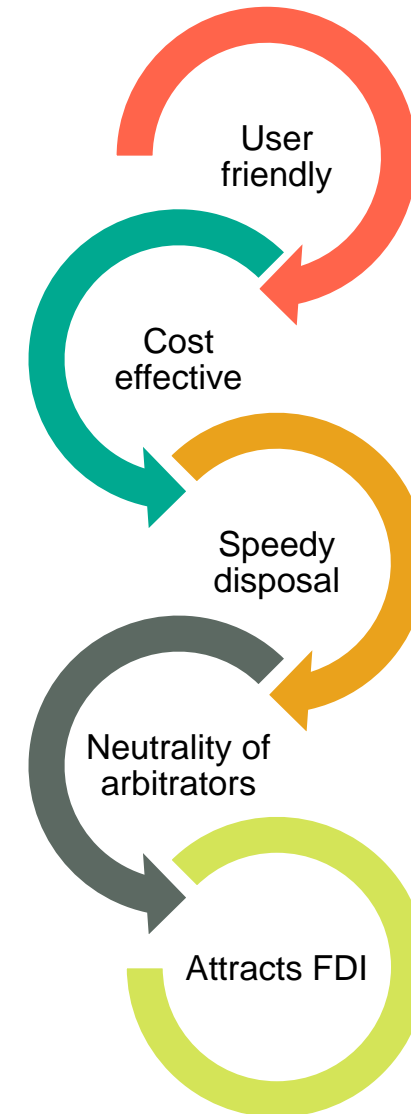 User
friendly
Cost
effective
Speedy
disposal
Neutrality of
arbitrators
Attracts FDI